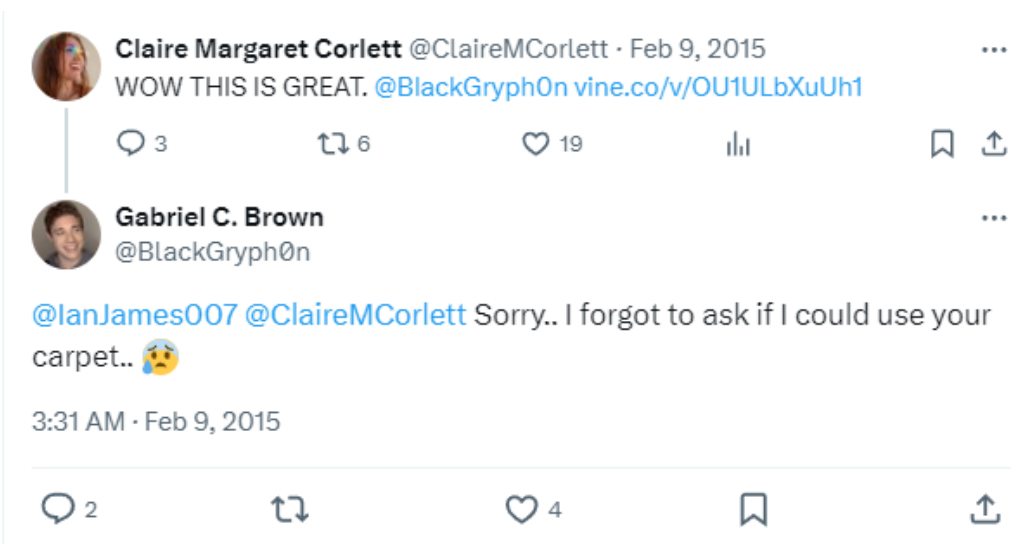 Claire Margaret Corlett @ClaireMCorlett · Feb 9, 2015
WOW THIS IS GREAT. @BlackGryph0n vine.co/v/OU1ULbXuUh1
3 6 19
Gabriel C. Brown
@BlackGryph0n
@IanJames007 @ClaireMCorlett Sorry.. I forgot to ask if I could use your
carpet.. 😰
3:31 AM · Feb 9, 2015
2 4